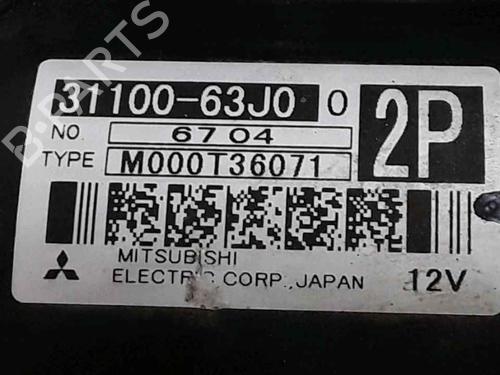 B-PARTS
31100-63J0 0
2P
NO. 6704
TYPE M000T36071
MITSUBISHI
ELECTRIC CORP., JAPAN 12V